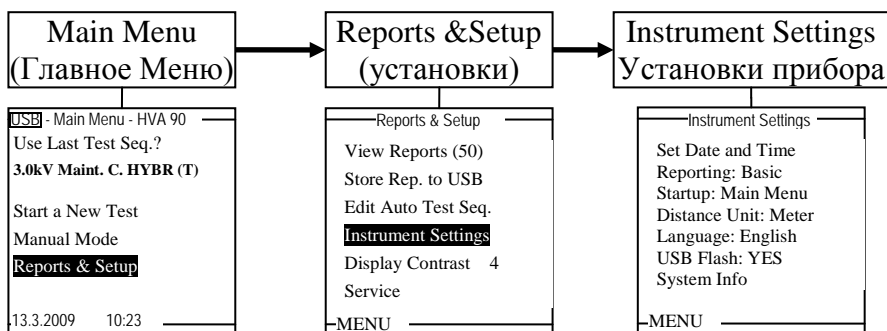 Main Menu
(Главное Меню)
Reports &Setup
(установки)
Instrument Settings
Установки прибора
USB - Main Menu - HVA 90
Use Last Test Seq.?
3.0kV Maint. C. HYBR (T)
Start a New Test
Manual Mode
Reports & Setup
13.3.2009 10:23
Reports & Setup
View Reports (50)
Store Rep. to USB
Edit Auto Test Seq.
Instrument Settings
Display Contrast 4
Service
MENU
Instrument Settings
Set Date and Time
Reporting: Basic
Startup: Main Menu
Distance Unit: Meter
Language: English
USB Flash: YES
System Info
MENU